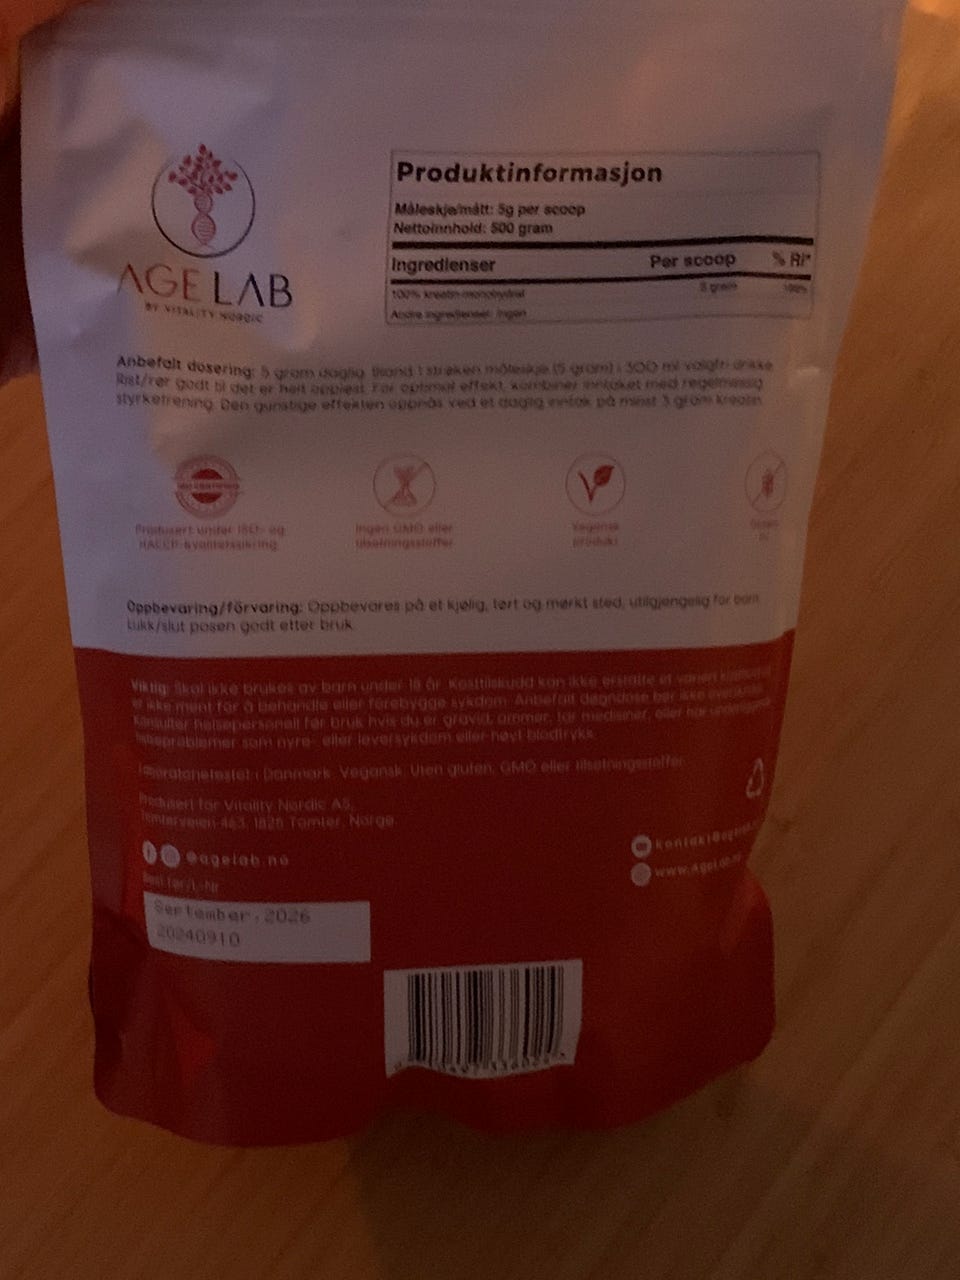 AGE LAB
BY VITALITY NORDIC
Produktinformasjon
Måleskje/mått: 5g per scoop
Nettoinnhold: 500 gram
Ingredienser Per scoop % RI*
100% kreatin monohydrat 5 gram 100%
Andre ingredienser: Ingen
Anbefalt dosering: 5 gram daglig. Bland 1 strøken måleskje (5 gram) i 300 ml valgfri drikke.
Rist/rør godt til det er helt oppløst. For optimal effekt, kombiner inntaket med regelmessig
styrketrening. Den gunstige effekten oppnås ved et daglig inntak på minst 3 gram kreatin.
Produsert under ISO- og
HACCP-kvalitetssikring
Ingen GMO eller
tilsetningsstoffer
Vegansk
produkt
Oppbevaring/förvaring: Oppbevares på et kjølig, tørt og mørkt sted, utilgjengelig for barn.
Lukk/slut posen godt etter bruk.
Viktig: Skal ikke brukes av barn under 18 år. Kosttilskudd kan ikke erstatte et variert kosthold
er ikke ment for å behandle eller forebygge sykdom. Anbefalt døgndose bør ikke overskrides.
Konsulter helsepersonell før bruk hvis du er gravid, ammer, tar medisiner, eller har underliggende
helseproblemer som nyre- eller leversykdom eller høyt blodtrykk.
Laboratorietestet i Danmark. Vegansk. Uten gluten, GMO eller tilsetningsstoffer.
Produsert for Vitality Nordic AS,
Tomterveien 463, 1825 Tomter, Norge.
@agelab.no
Best før/L-Nr
September, 2026
20240910
www.AgeLab.n